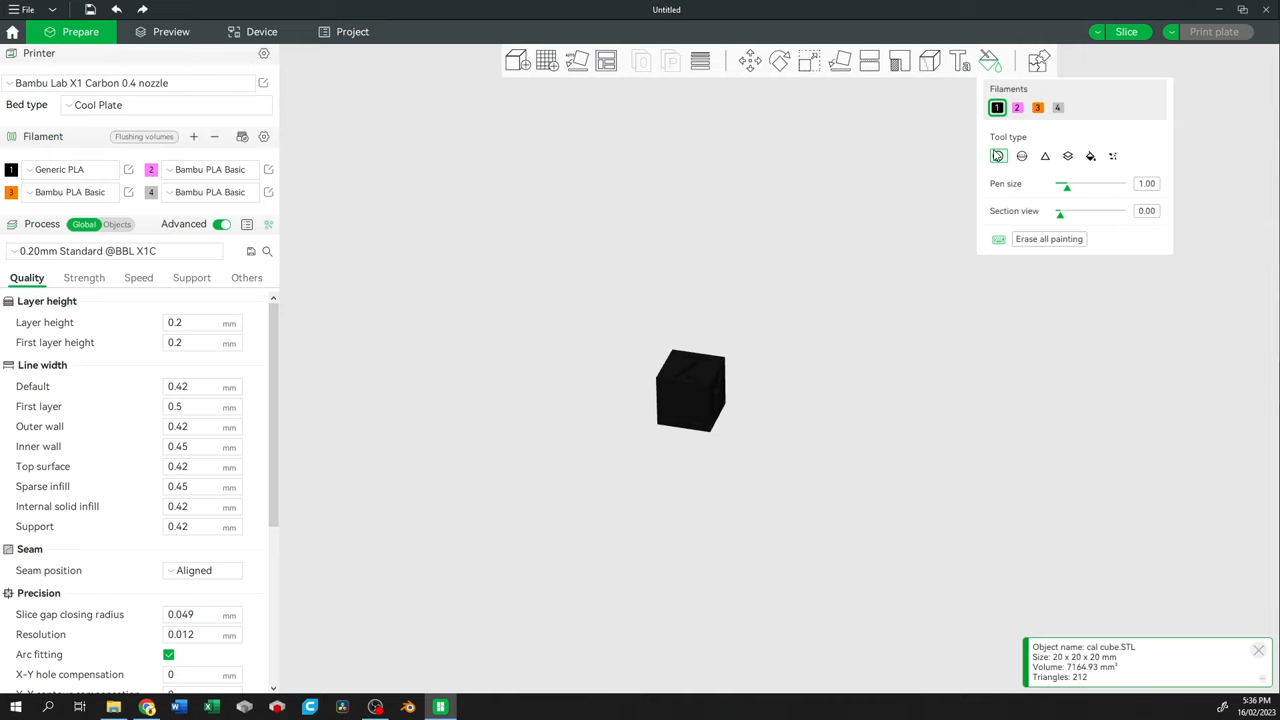 File
Untitled
Prepare
Preview
Device
Project
Slice
Print plate
Printer
Bambu Lab X1 Carbon 0.4 nozzle
Bed type
Cool Plate
Filament
Flushing volumes
1
Generic PLA
2
Bambu PLA Basic
3
Bambu PLA Basic
4
Bambu PLA Basic
Process
Global
Objects
Advanced
0.20mm Standard @BBL X1C
Quality
Strength
Speed
Support
Others
Layer height
Layer height 0.2 mm
First layer height 0.2 mm
Line width
Default 0.42 mm
First layer 0.5 mm
Outer wall 0.42 mm
Inner wall 0.45 mm
Top surface 0.42 mm
Sparse infill 0.45 mm
Internal solid infill 0.42 mm
Support 0.42 mm
Seam
Seam position Aligned
Precision
Slice gap closing radius 0.049 mm
Resolution 0.012 mm
Arc fitting
X-Y hole compensation 0 mm
X-Y contour compensation 0 mm
Filaments
1 2 3 4
Tool type
Pen size 1.00
Section view 0.00
Erase all painting
Object name: cal cube.STL
Size: 20 x 20 x 20 mm
Volume: 7164.93 mm³
Triangles: 212
5:36 PM
16/02/2023